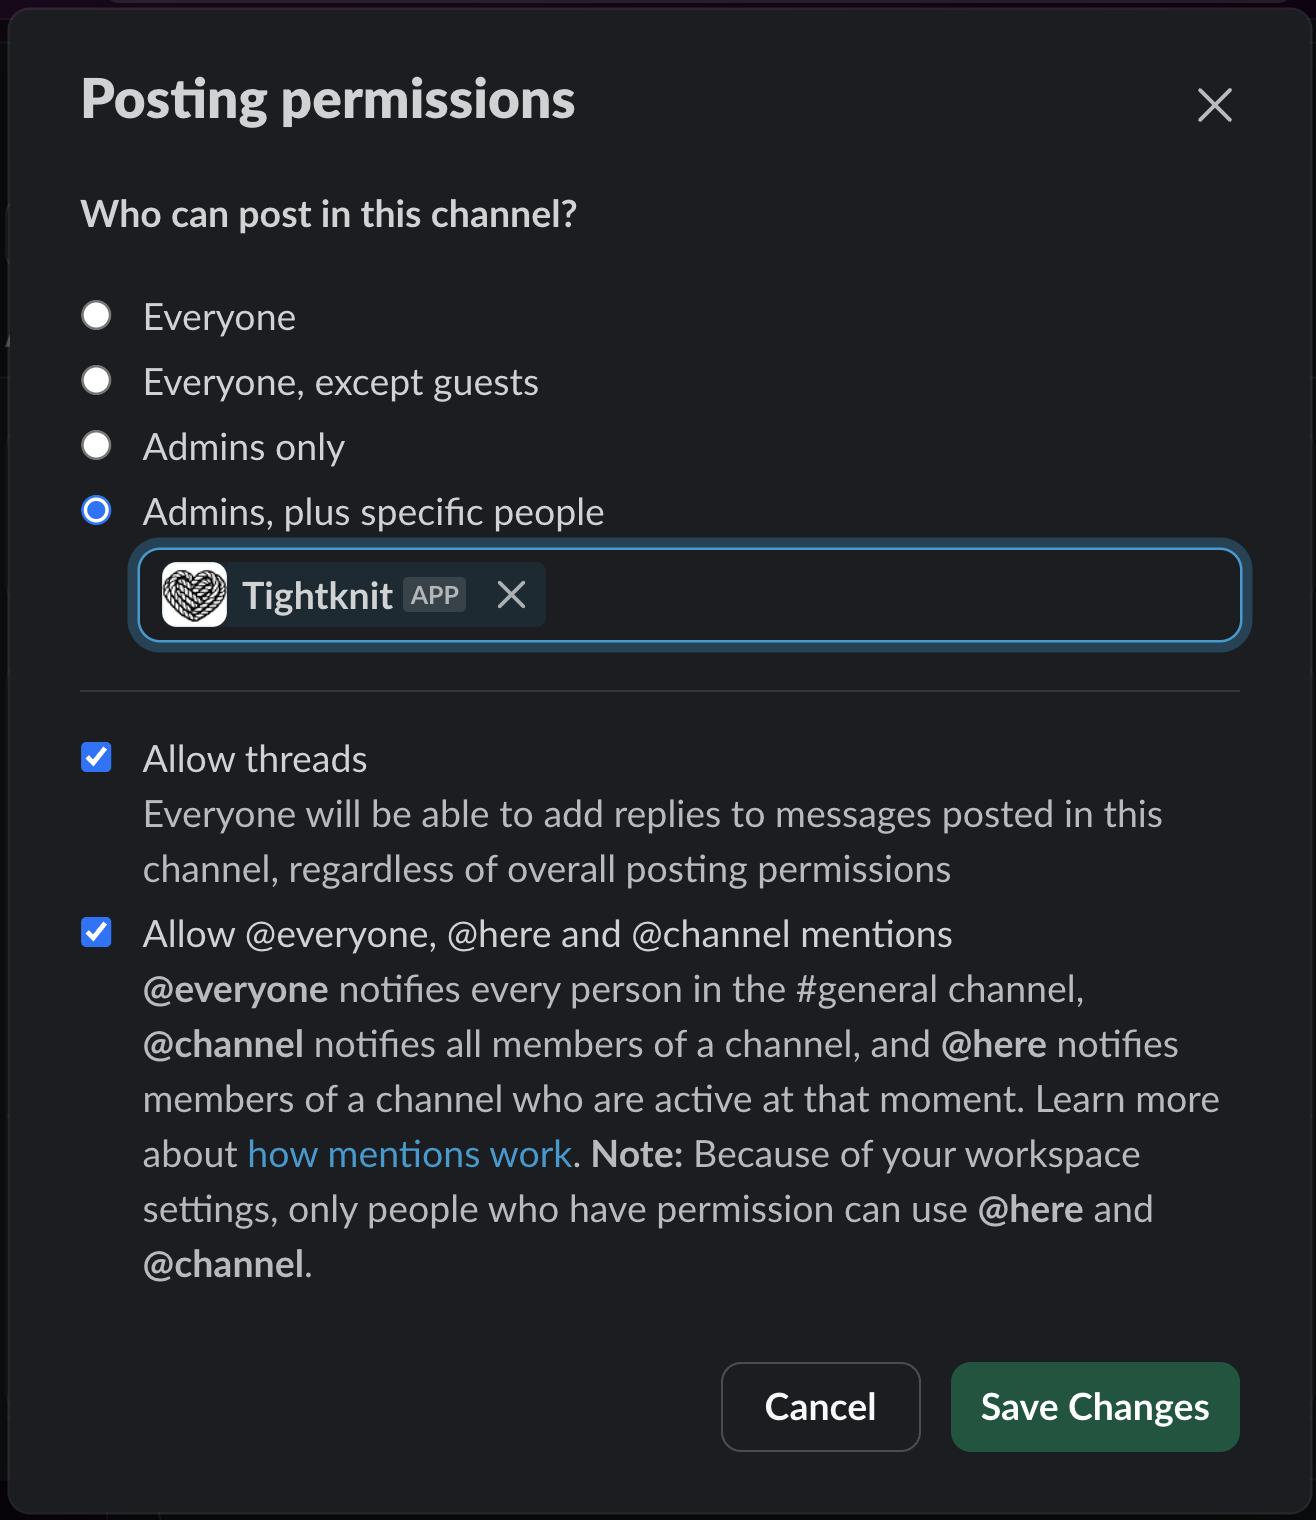 Posting permissions
Who can post in this channel?
Everyone
Everyone, except guests
Admins only
Admins, plus specific people
Tightknit APP
Allow threads
Everyone will be able to add replies to messages posted in this
channel, regardless of overall posting permissions
Allow @everyone, @here and @channel mentions
@everyone notifies every person in the #general channel,
@channel notifies all members of a channel, and @here notifies
members of a channel who are active at that moment. Learn more
about how mentions work. Note: Because of your workspace
settings, only people who have permission can use @here and
@channel.
Cancel
Save Changes